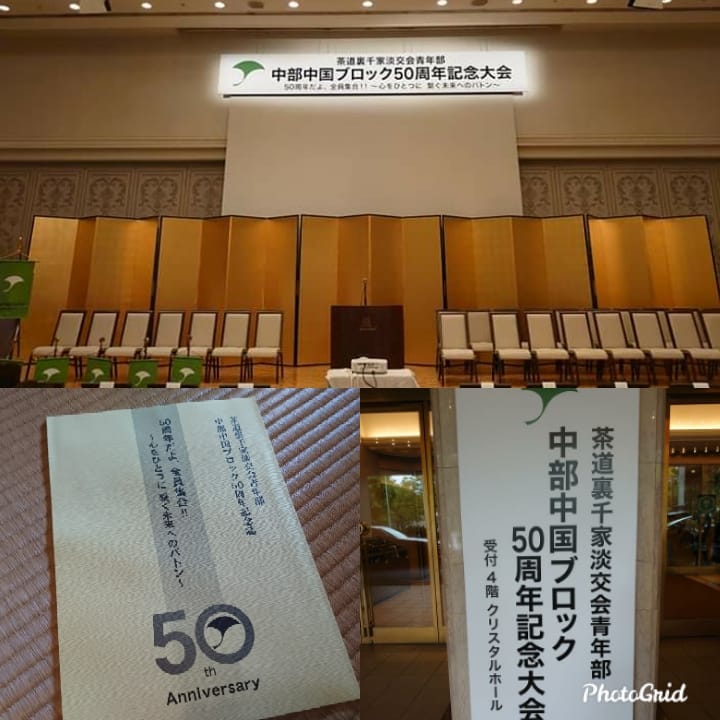 茶道裏千家淡交会青年部
中部中国ブロック50周年記念大会
50周年だよ、全員集合!! ～心をひとつに 繋ぐ未来へのバトン～
茶道裏千家淡交会青年部
中部中国ブロック50周年記念誌
50周年だよ、全員集合!!
～心をひとつに 繋ぐ未来へのバトン～
50th
Anniversary
茶道裏千家淡交会青年部
中部中国ブロック
50周年記念大会
受付 4階 クリスタルホール
PhotoGrid